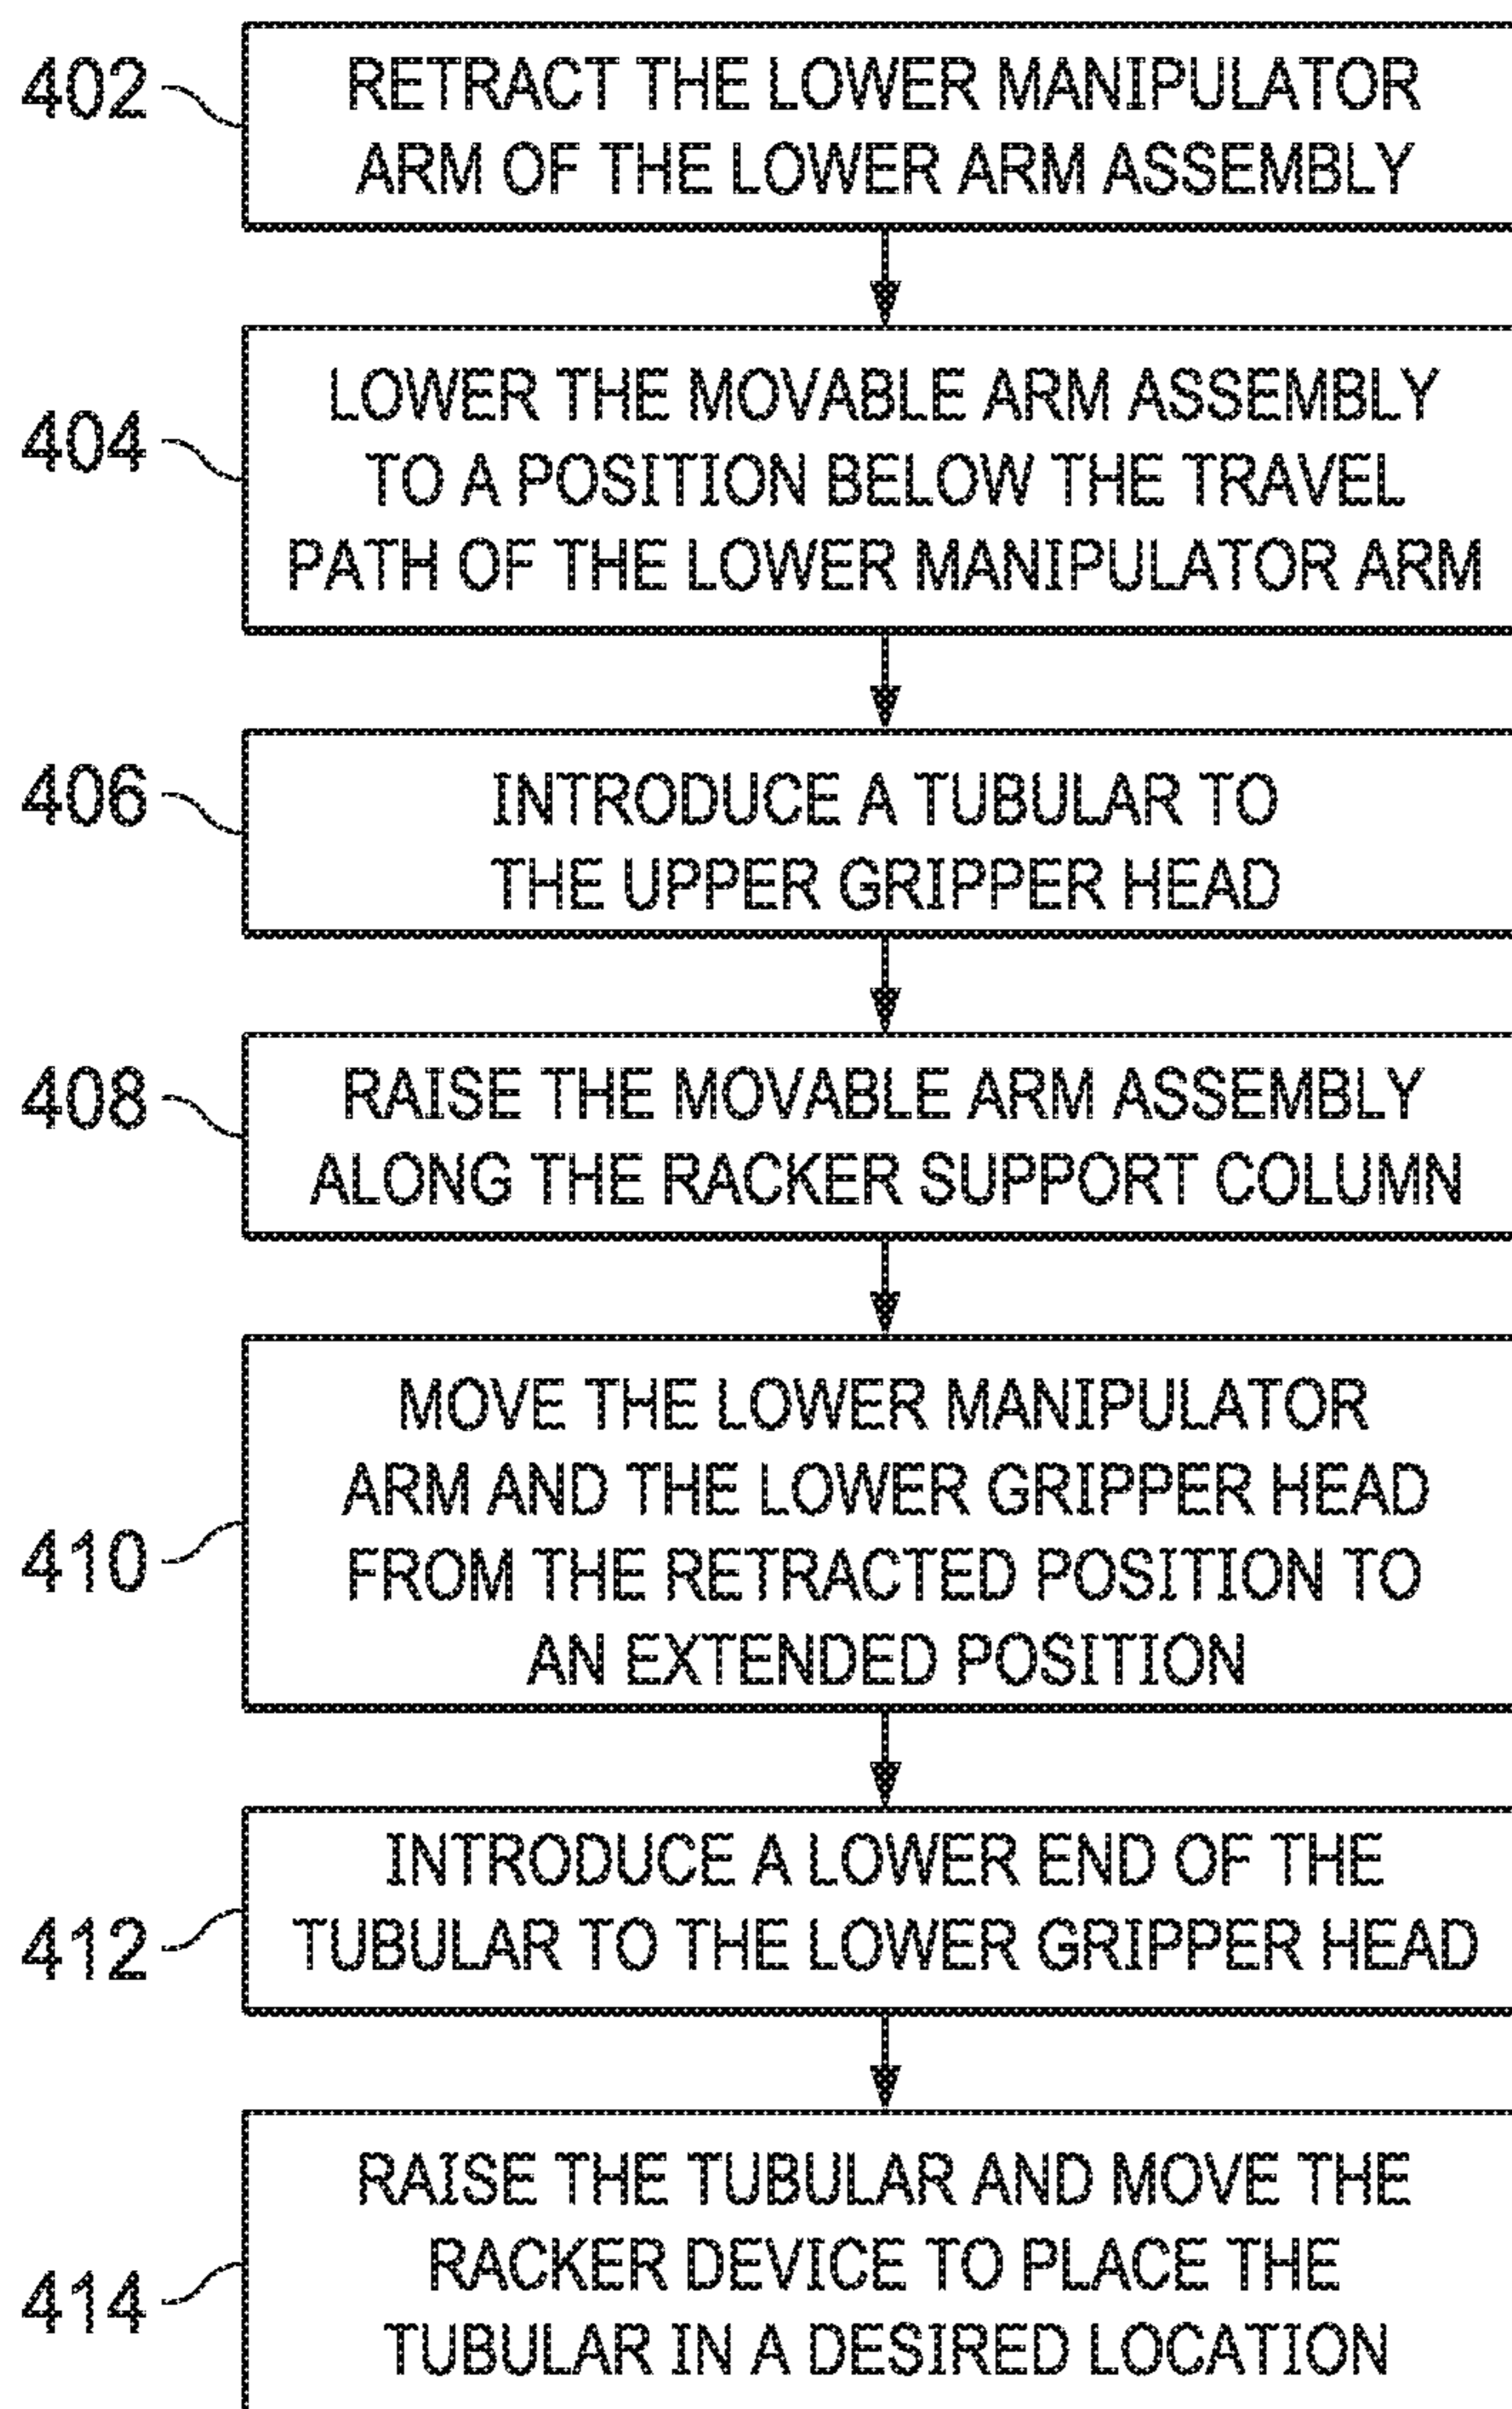 402
RETRACT THE LOWER MANIPULATOR
ARM OF THE LOWER ARM ASSEMBLY
404
LOWER THE MOVABLE ARM ASSEMBLY
TO A POSITION BELOW THE TRAVEL
PATH OF THE LOWER MANIPULATOR ARM
406
INTRODUCE A TUBULAR TO
THE UPPER GRIPPER HEAD
408
RAISE THE MOVABLE ARM ASSEMBLY
ALONG THE RACKER SUPPORT COLUMN
410
MOVE THE LOWER MANIPULATOR
ARM AND THE LOWER GRIPPER HEAD
FROM THE RETRACTED POSITION TO
AN EXTENDED POSITION
412
INTRODUCE A LOWER END OF THE
TUBULAR TO THE LOWER GRIPPER HEAD
414
RAISE THE TUBULAR AND MOVE THE
RACKER DEVICE TO PLACE THE
TUBULAR IN A DESIRED LOCATION